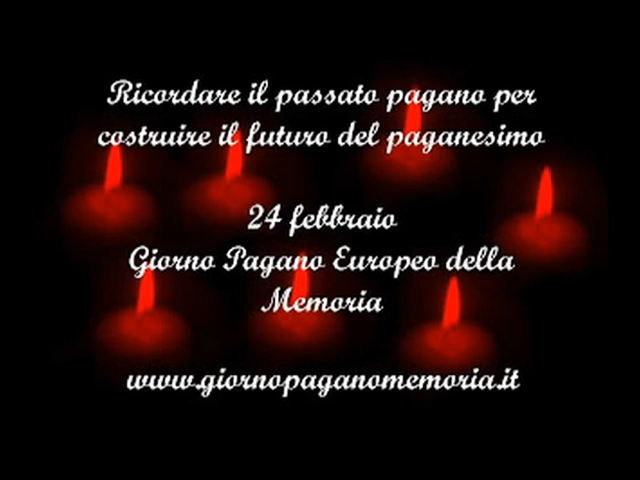 Ricordare il passato pagano per
costruire il futuro del paganesimo
24 febbraio
Giorno Pagano Europeo della
Memoria
www.giornopaganomemoria.it